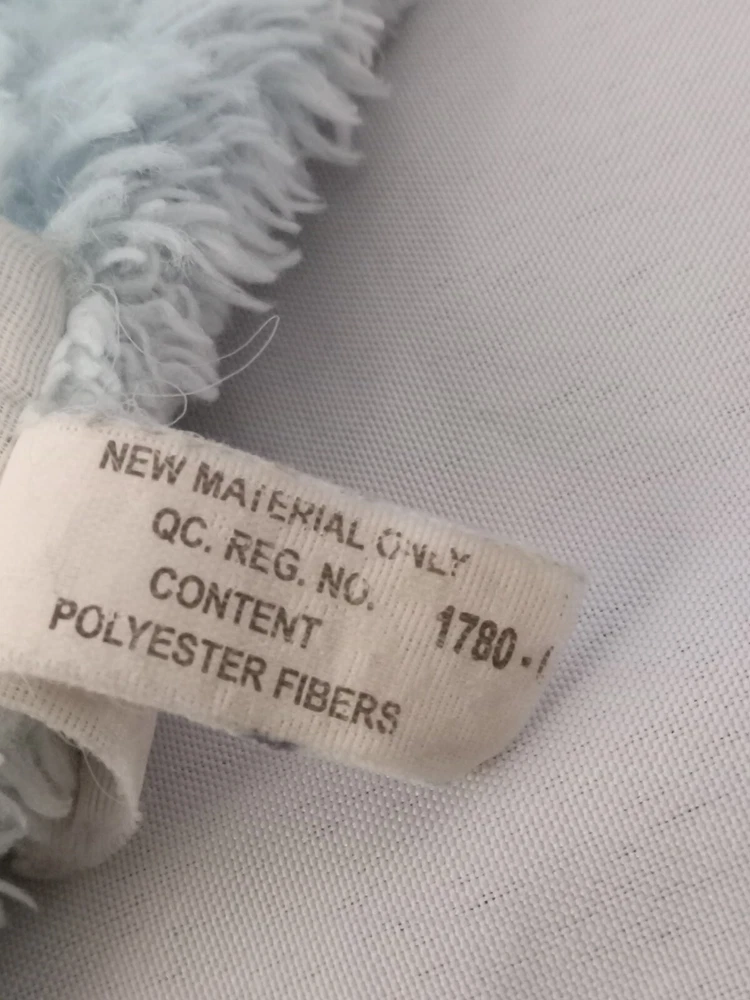 NEW MATERIAL ONLY
QC. REG. NO. 1780 -
CONTENT
POLYESTER FIBERS